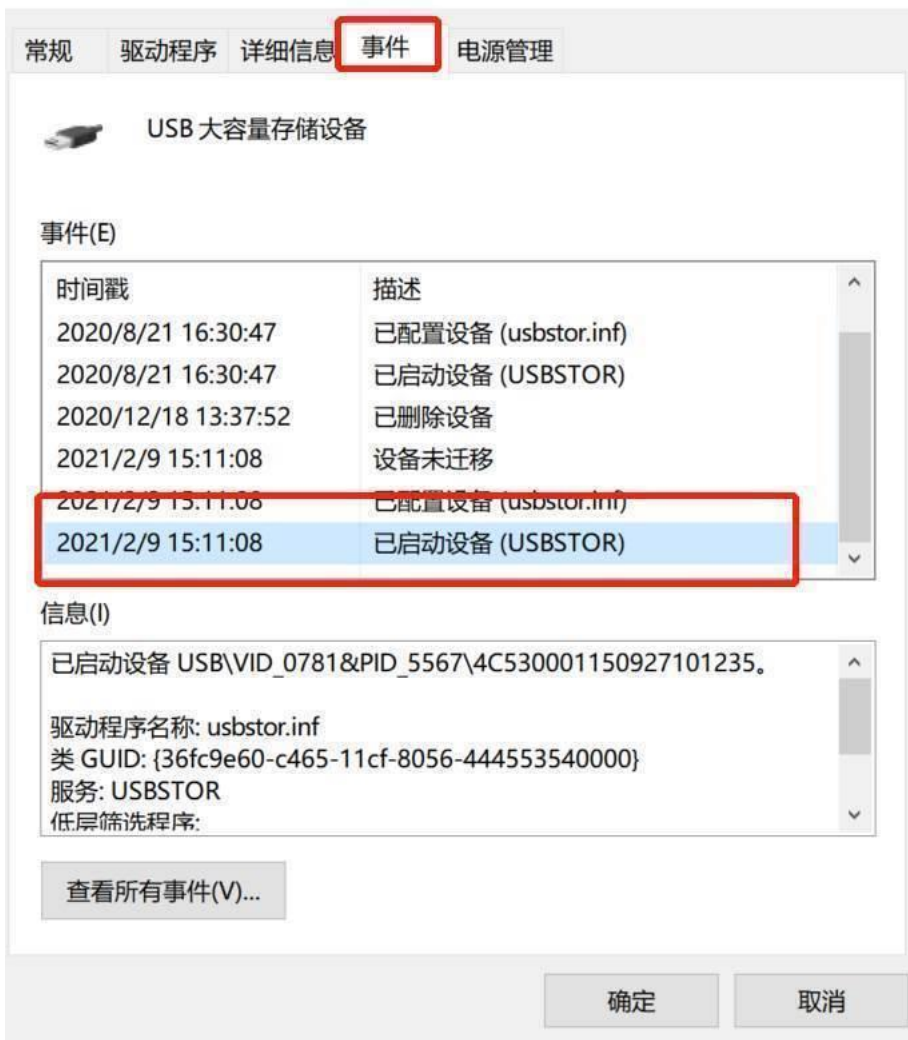 常规 驱动程序 详细信息 事件 电源管理
USB 大容量存储设备
事件(E)
时间戳 描述
2020/8/21 16:30:47 已配置设备 (usbstor.inf)
2020/8/21 16:30:47 已启动设备 (USBSTOR)
2020/12/18 13:37:52 已删除设备
2021/2/9 15:11:08 设备未迁移
2021/2/9 15:11:08 已配置设备 (usbstor.inf)
2021/2/9 15:11:08 已启动设备 (USBSTOR)
信息(I)
已启动设备 USB\VID_0781&PID_5567\4C530001150927101235。
驱动程序名称: usbstor.inf
类 GUID: {36fc9e60-c465-11cf-8056-444553540000}
服务: USBSTOR
低层筛选程序:
查看所有事件(V)...
确定 取消